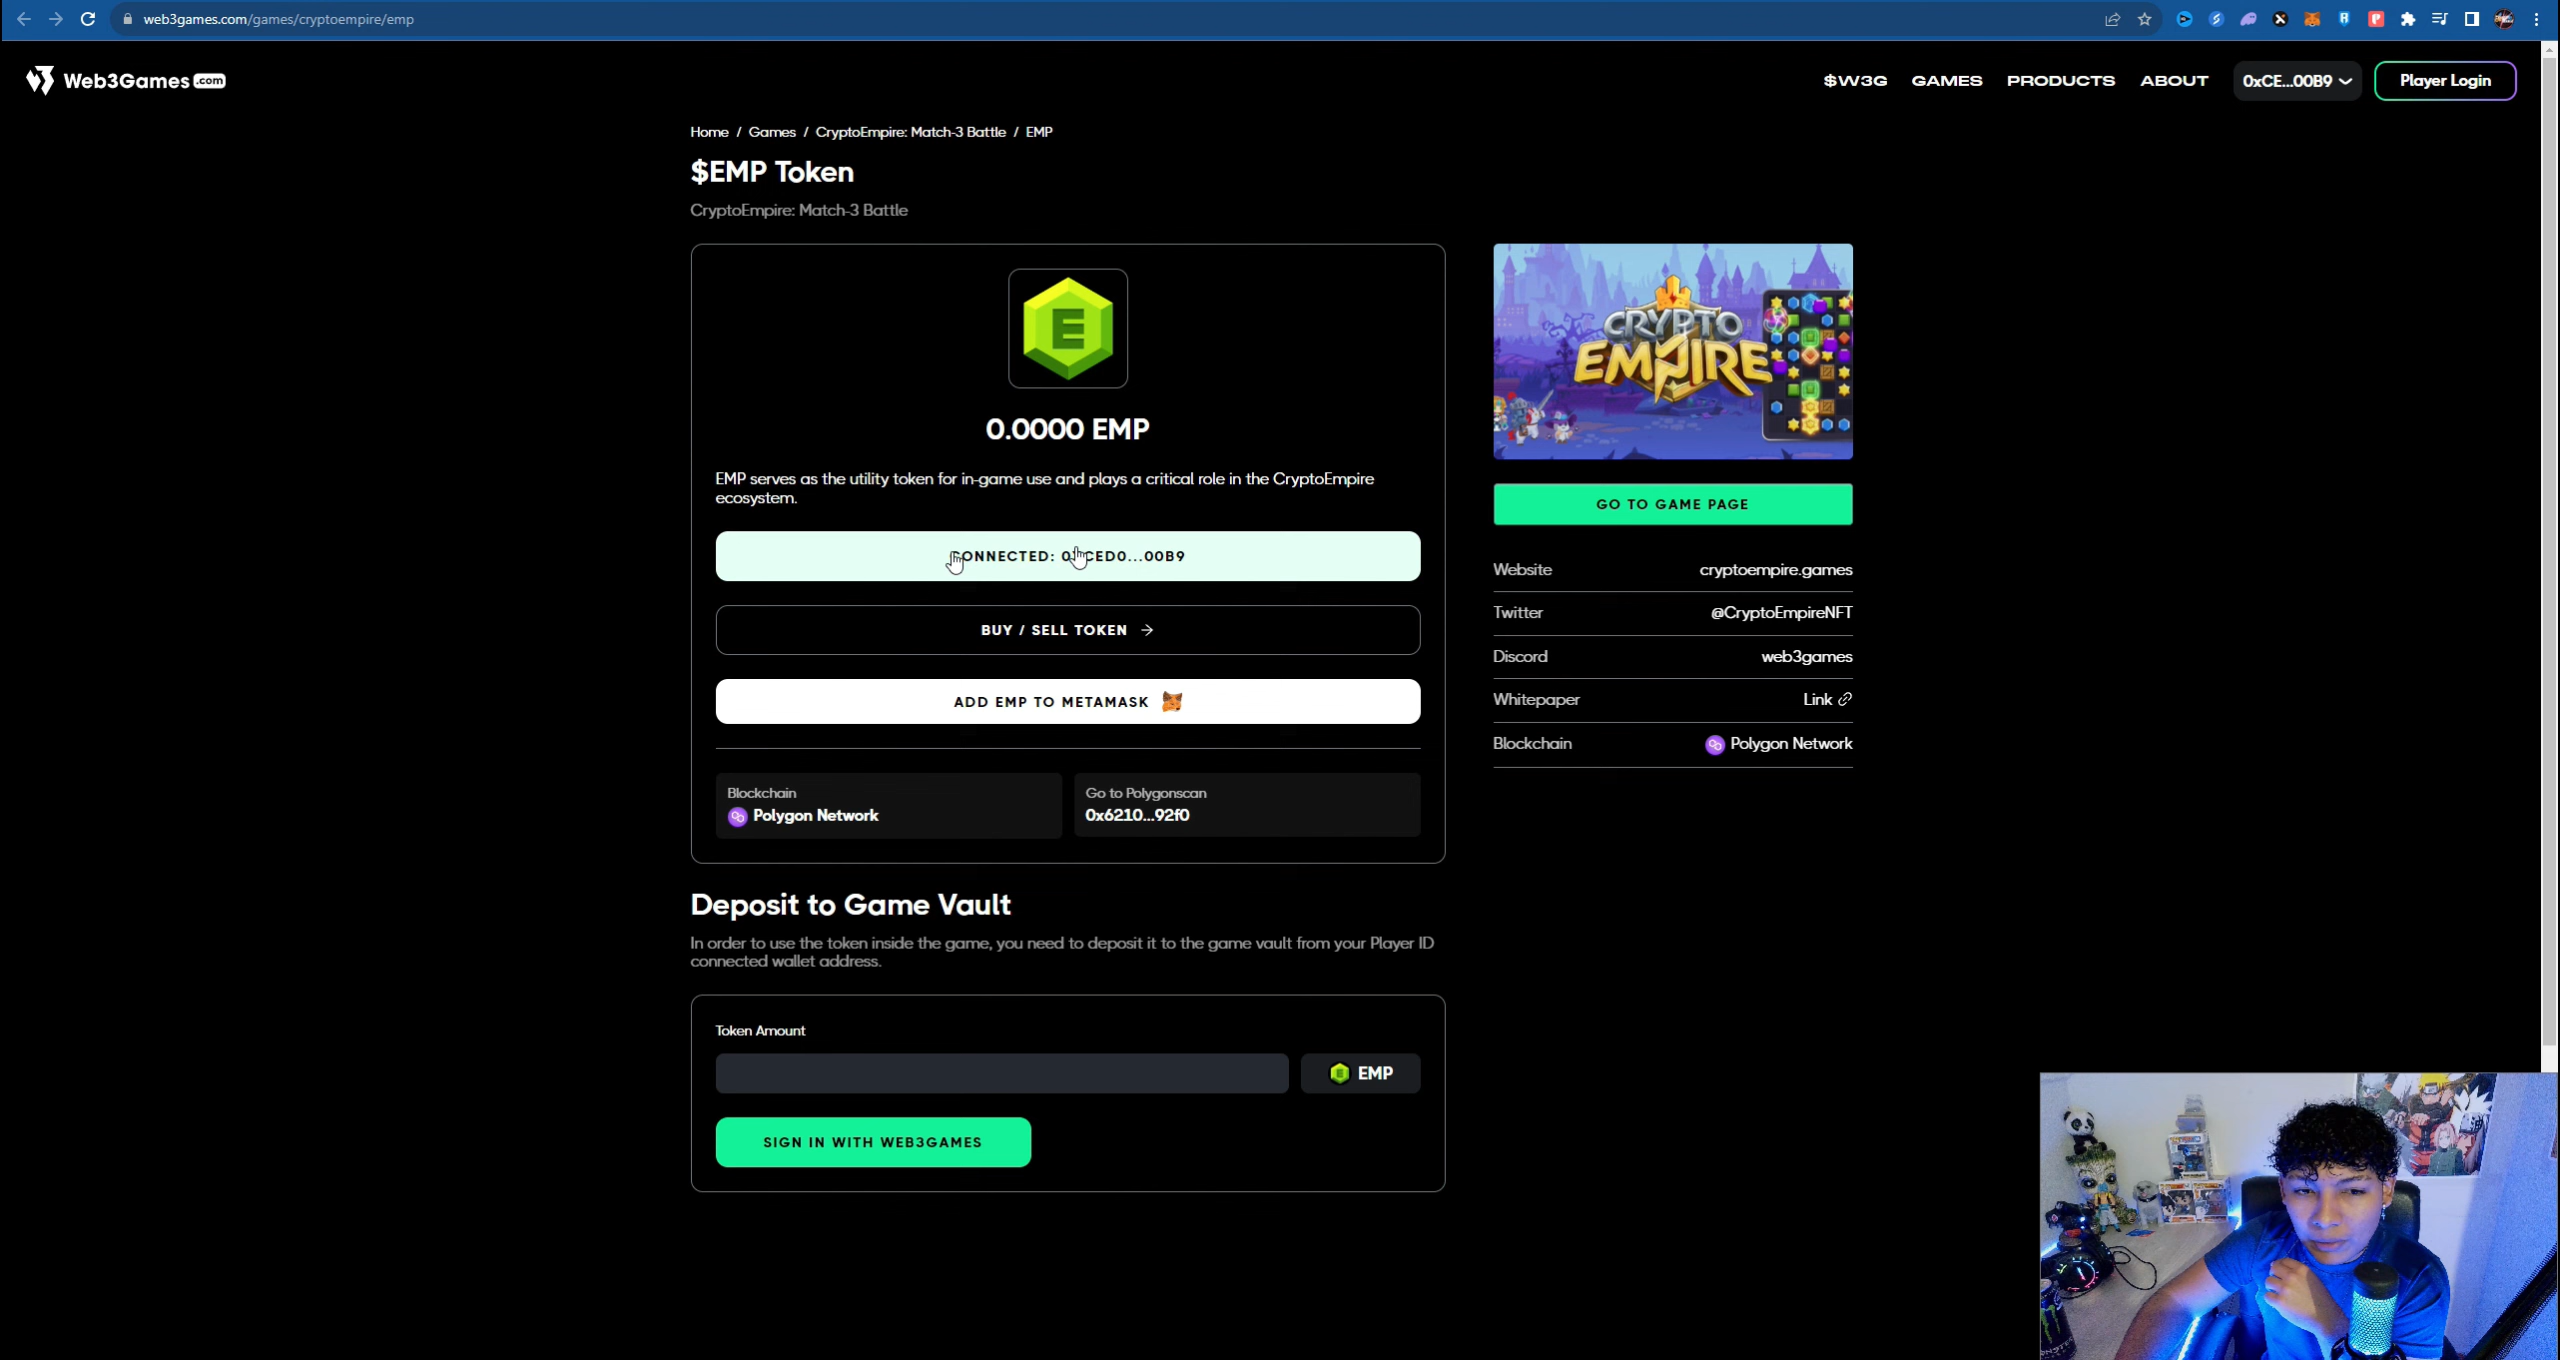 web3games.com/games/cryptoempire/emp
Web3Games.com
$W3G GAMES PRODUCTS ABOUT 0xCE...00B9 Player Login
Home / Games / CryptoEmpire: Match-3 Battle / EMP
$EMP Token
CryptoEmpire: Match-3 Battle
E
0.0000 EMP
EMP serves as the utility token for in-game use and plays a critical role in the CryptoEmpire
ecosystem.
CONNECTED: 0XCED0...00B9
BUY / SELL TOKEN
ADD EMP TO METAMASK
Blockchain
Polygon Network
Go to Polygonscan
0x6210...92f0
CRYPTO
EMPIRE
GO TO GAME PAGE
Website cryptoempire.games
Twitter @CryptoEmpireNFT
Discord web3games
Whitepaper Link
Blockchain Polygon Network
Deposit to Game Vault
In order to use the token inside the game, you need to deposit it to the game vault from your Player ID
connected wallet address.
Token Amount
EMP
SIGN IN WITH WEB3GAMES